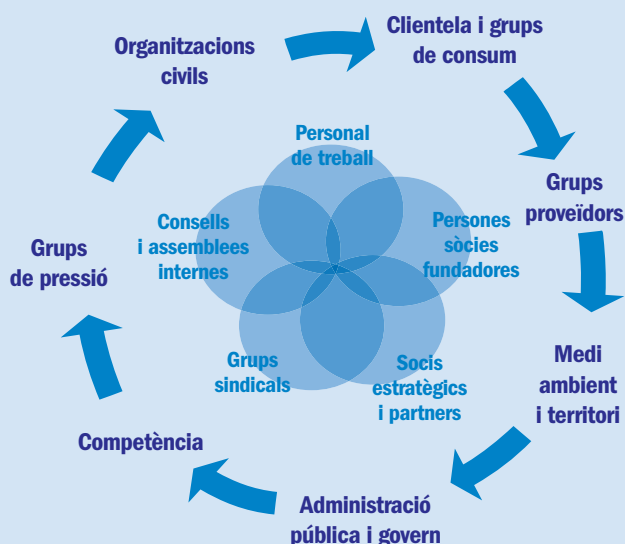 Organitzacions
civils
Clientela i grups
de consum
Grups
proveïdors
Medi
ambient
i territori
Administració
pública i govern
Competència
Grups
de pressió
Personal
de treball
Persones
sòcies
fundadores
Socis
estratègics
i partners
Grups
sindicals
Consells
i assemblees
internes